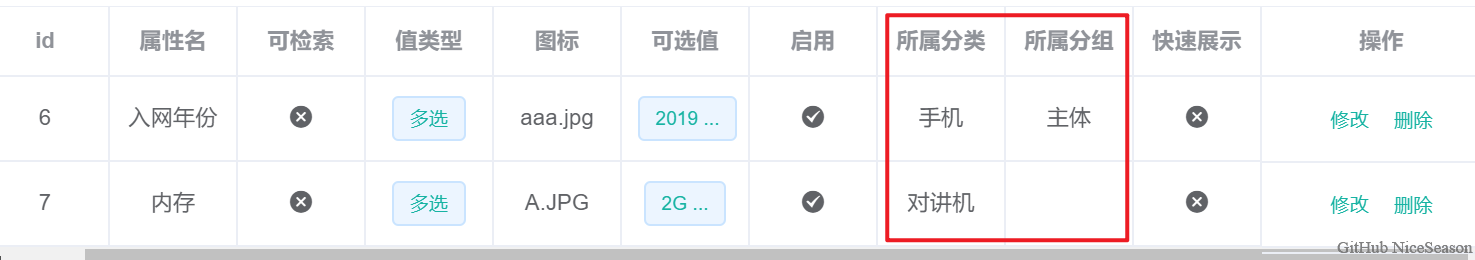 id 属性名 可检索 值类型 图标 可选值 启用 所属分类 所属分组 快速展示 操作
6 入网年份 多选 aaa.jpg 2019 ... 手机 主体 修改 删除
7 内存 多选 A.JPG 2G ... 对讲机 修改 删除
GitHub NiceSeason